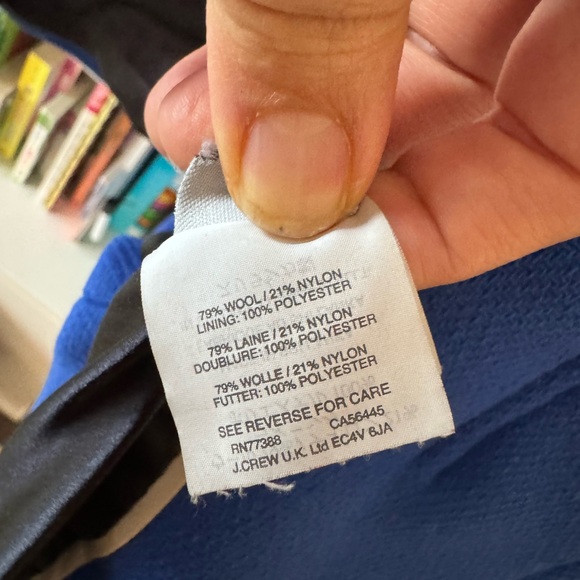 79% WOOL / 21% NYLON
LINING: 100% POLYESTER
79% LAINE / 21% NYLON
DOUBLURE: 100% POLYESTER
79% WOLLE / 21% NYLON
FUTTER: 100% POLYESTER
SEE REVERSE FOR CARE
RN77388 CA56445
J.CREW U.K. Ltd EC4V 6JA